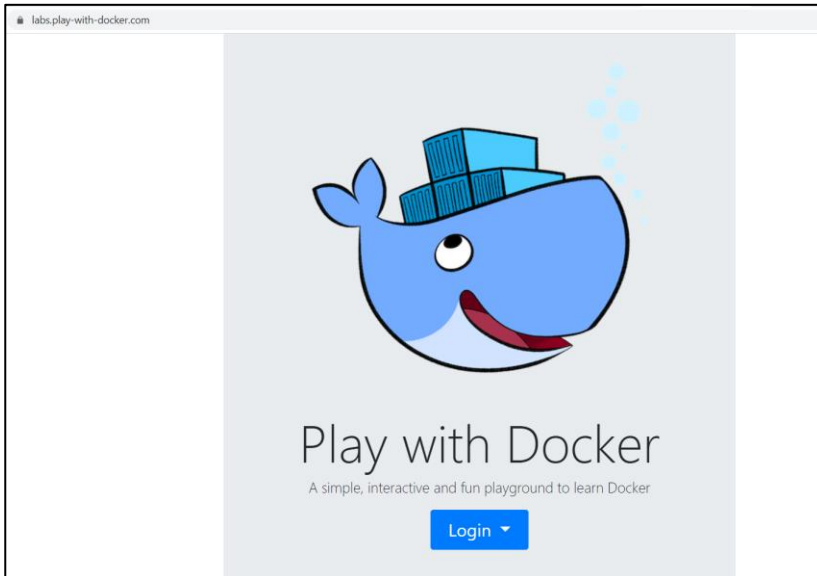 labs.play-with-docker.com
Play with Docker
A simple, interactive and fun playground to learn Docker
Login